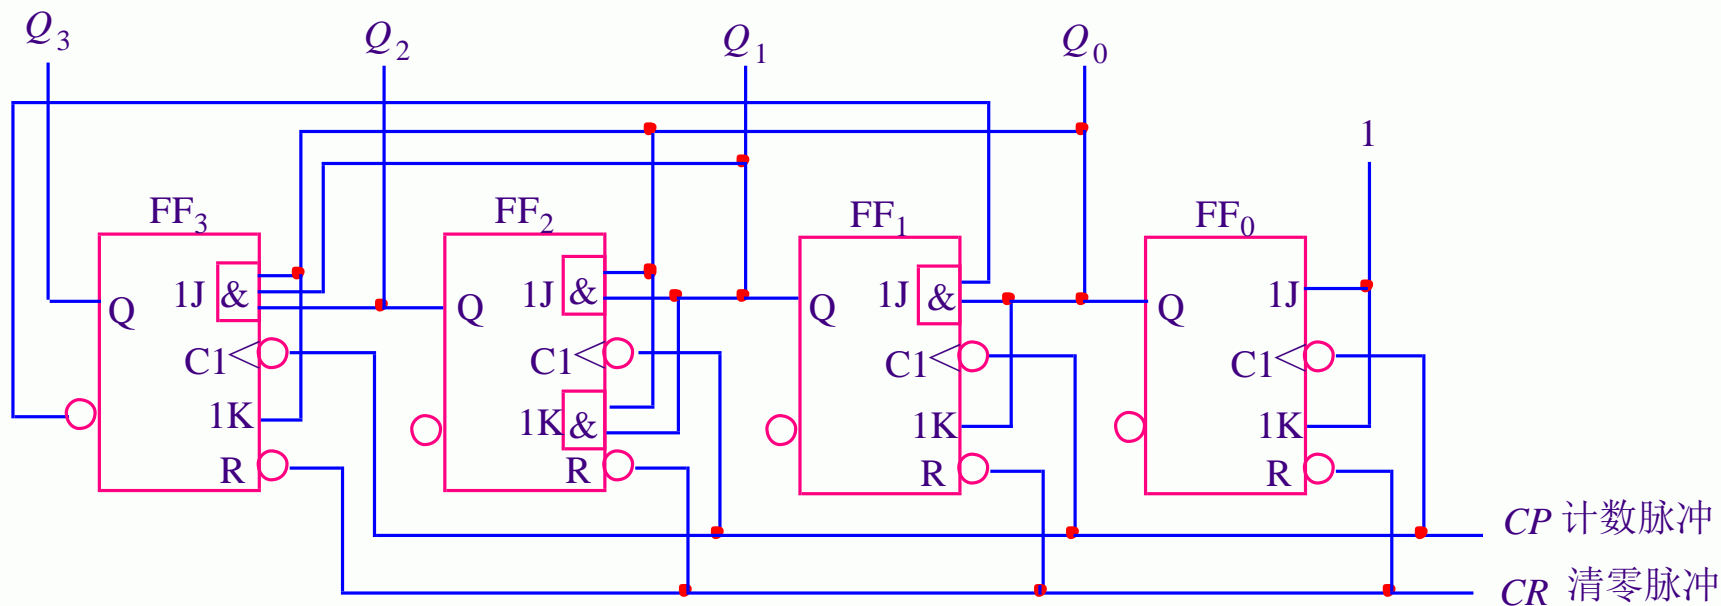 Q₃ Q₂ Q₁ Q₀
1
FF₃ FF₂ FF₁ FF₀
1J & Q 1J & Q 1J & Q 1J
Q
C1 C1 C1 C1
1K 1K & 1K 1K
R R R R
CP 计数脉冲
CR 清零脉冲